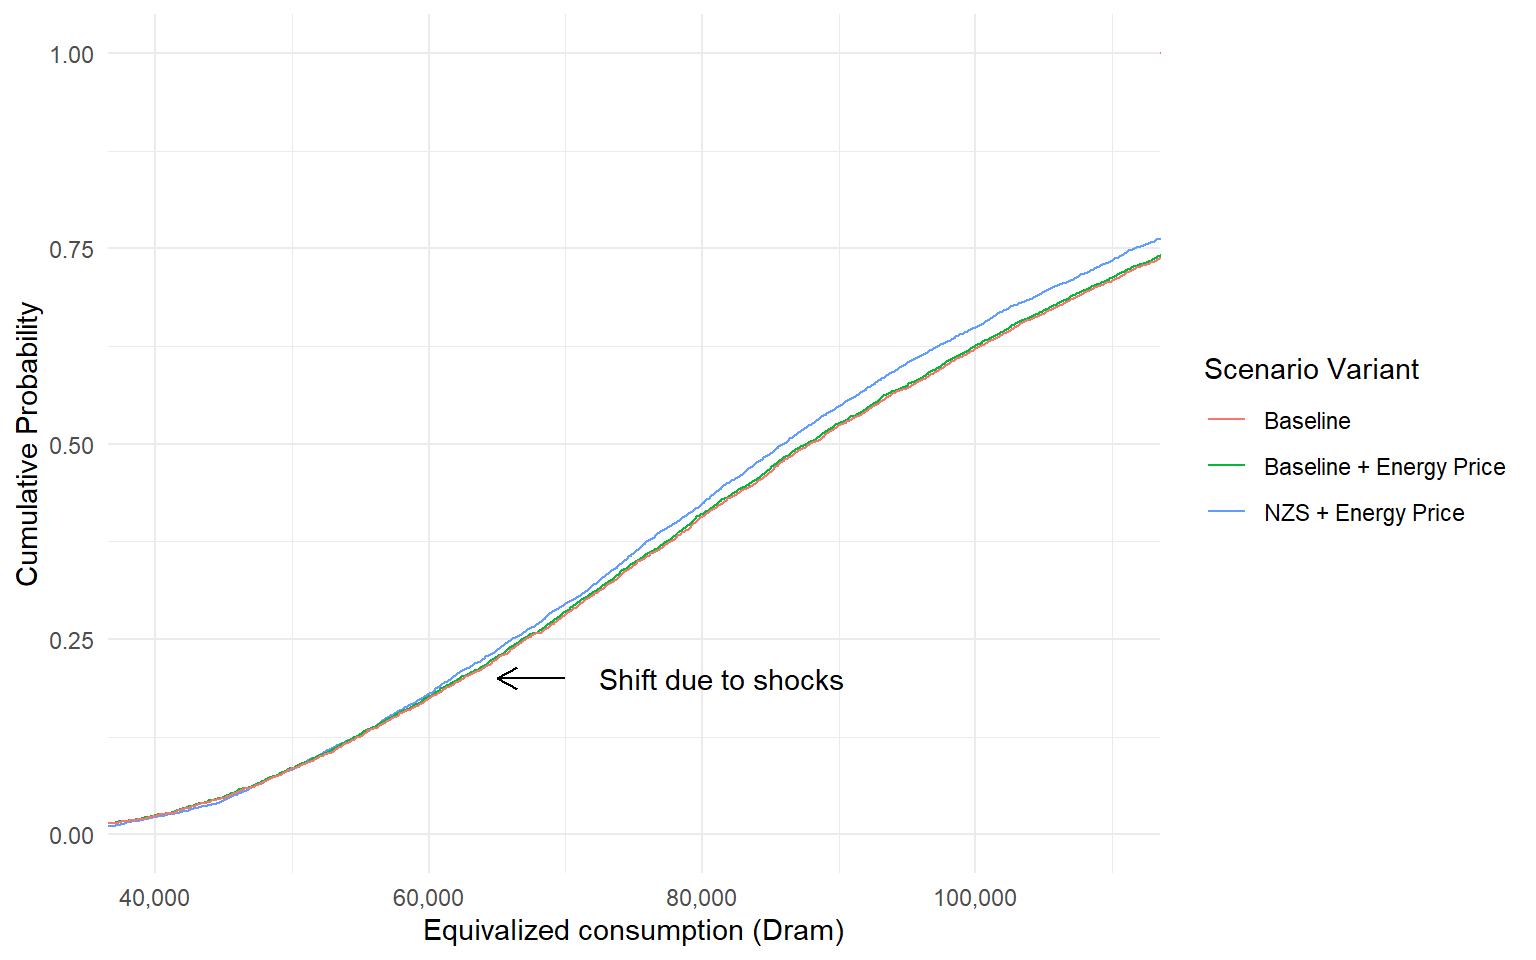 1.00
0.75
0.50
0.25
0.00
Cumulative Probability
Shift due to shocks
40,000
60,000
80,000
100,000
Equivalized consumption (Dram)
Scenario Variant
Baseline
Baseline + Energy Price
NZS + Energy Price